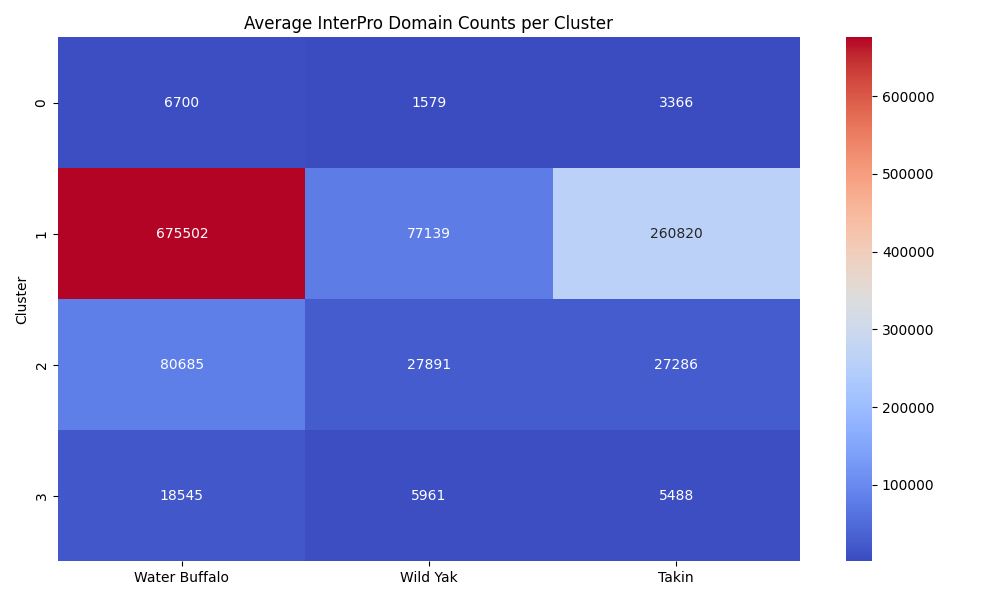 Average InterPro Domain Counts per Cluster
Cluster
0
6700 1579 3366
1
675502 77139 260820
2
80685 27891 27286
3
18545 5961 5488
Water Buffalo Wild Yak Takin
600000
500000
400000
300000
200000
100000